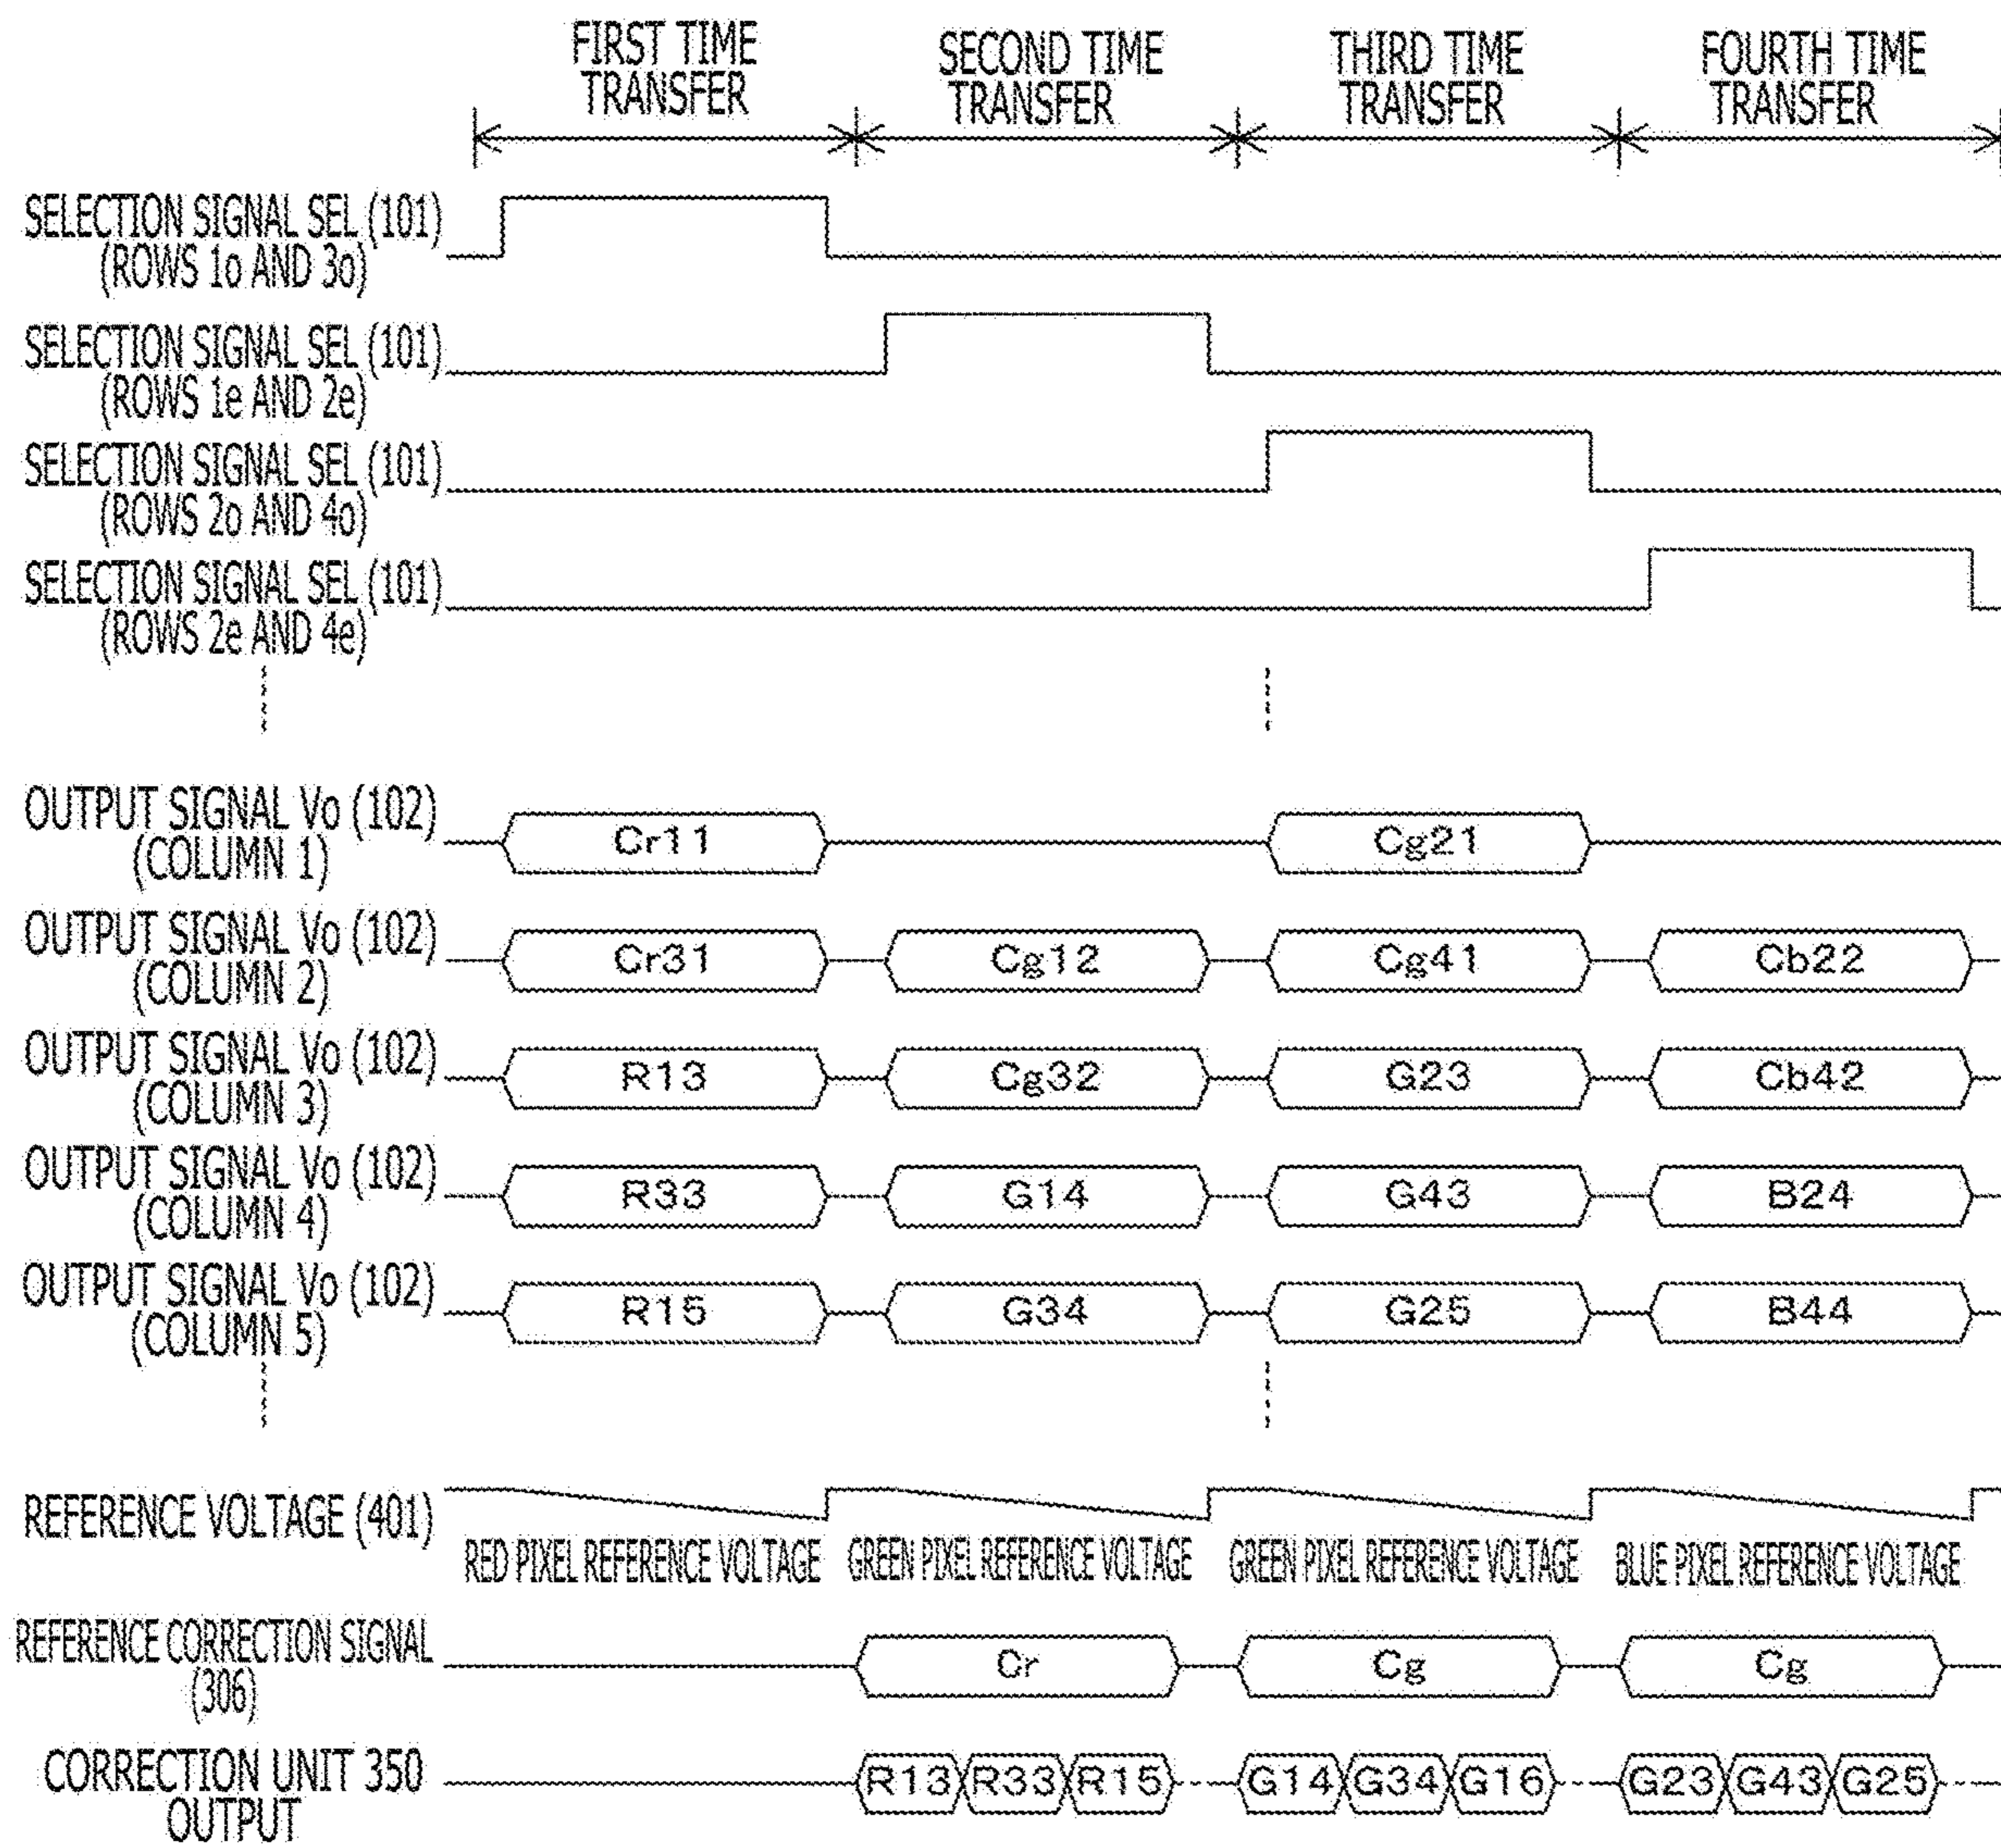 FIRST TIME
TRANSFER
SECOND TIME
TRANSFER
THIRD TIME
TRANSFER
FOURTH TIME
TRANSFER
SELECTION SIGNAL SEL (101)
(ROWS 1o AND 3o)
SELECTION SIGNAL SEL (101)
(ROWS 1e AND 2e)
SELECTION SIGNAL SEL (101)
(ROWS 2o AND 4o)
SELECTION SIGNAL SEL (101)
(ROWS 2e AND 4e)
OUTPUT SIGNAL Vo (102)
(COLUMN 1)
Cr11
Cg21
OUTPUT SIGNAL Vo (102)
(COLUMN 2)
Cr31
Cg12
Cg41
Cb22
OUTPUT SIGNAL Vo (102)
(COLUMN 3)
R13
Cg32
G23
Cb42
OUTPUT SIGNAL Vo (102)
(COLUMN 4)
R33
G14
G43
B24
OUTPUT SIGNAL Vo (102)
(COLUMN 5)
R15
G34
G25
B44
REFERENCE VOLTAGE (401)
RED PIXEL REFERENCE VOLTAGE
GREEN PIXEL REFERENCE VOLTAGE
GREEN PIXEL REFERENCE VOLTAGE
BLUE PIXEL REFERENCE VOLTAGE
REFERENCE CORRECTION SIGNAL
(306)
Cr
Cg
Cg
CORRECTION UNIT 350
OUTPUT
R13
R33
R15
G14
G34
G16
G23
G43
G25